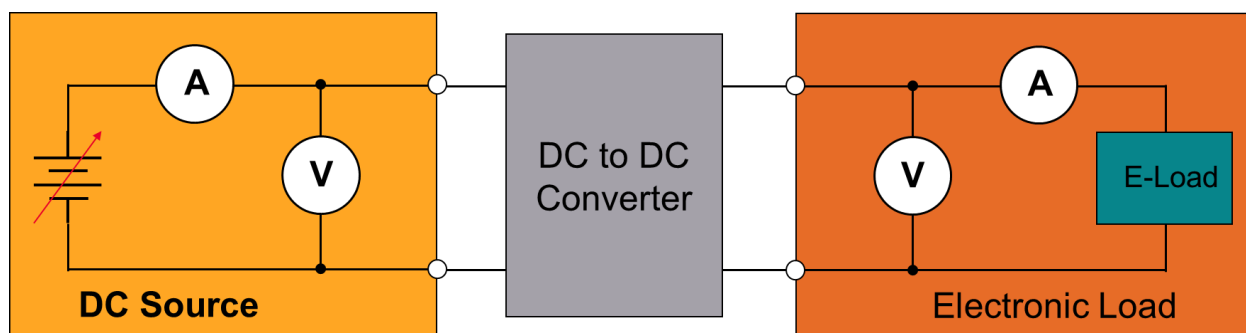 A
V
DC Source
DC to DC
Converter
V
A
E-Load
Electronic Load